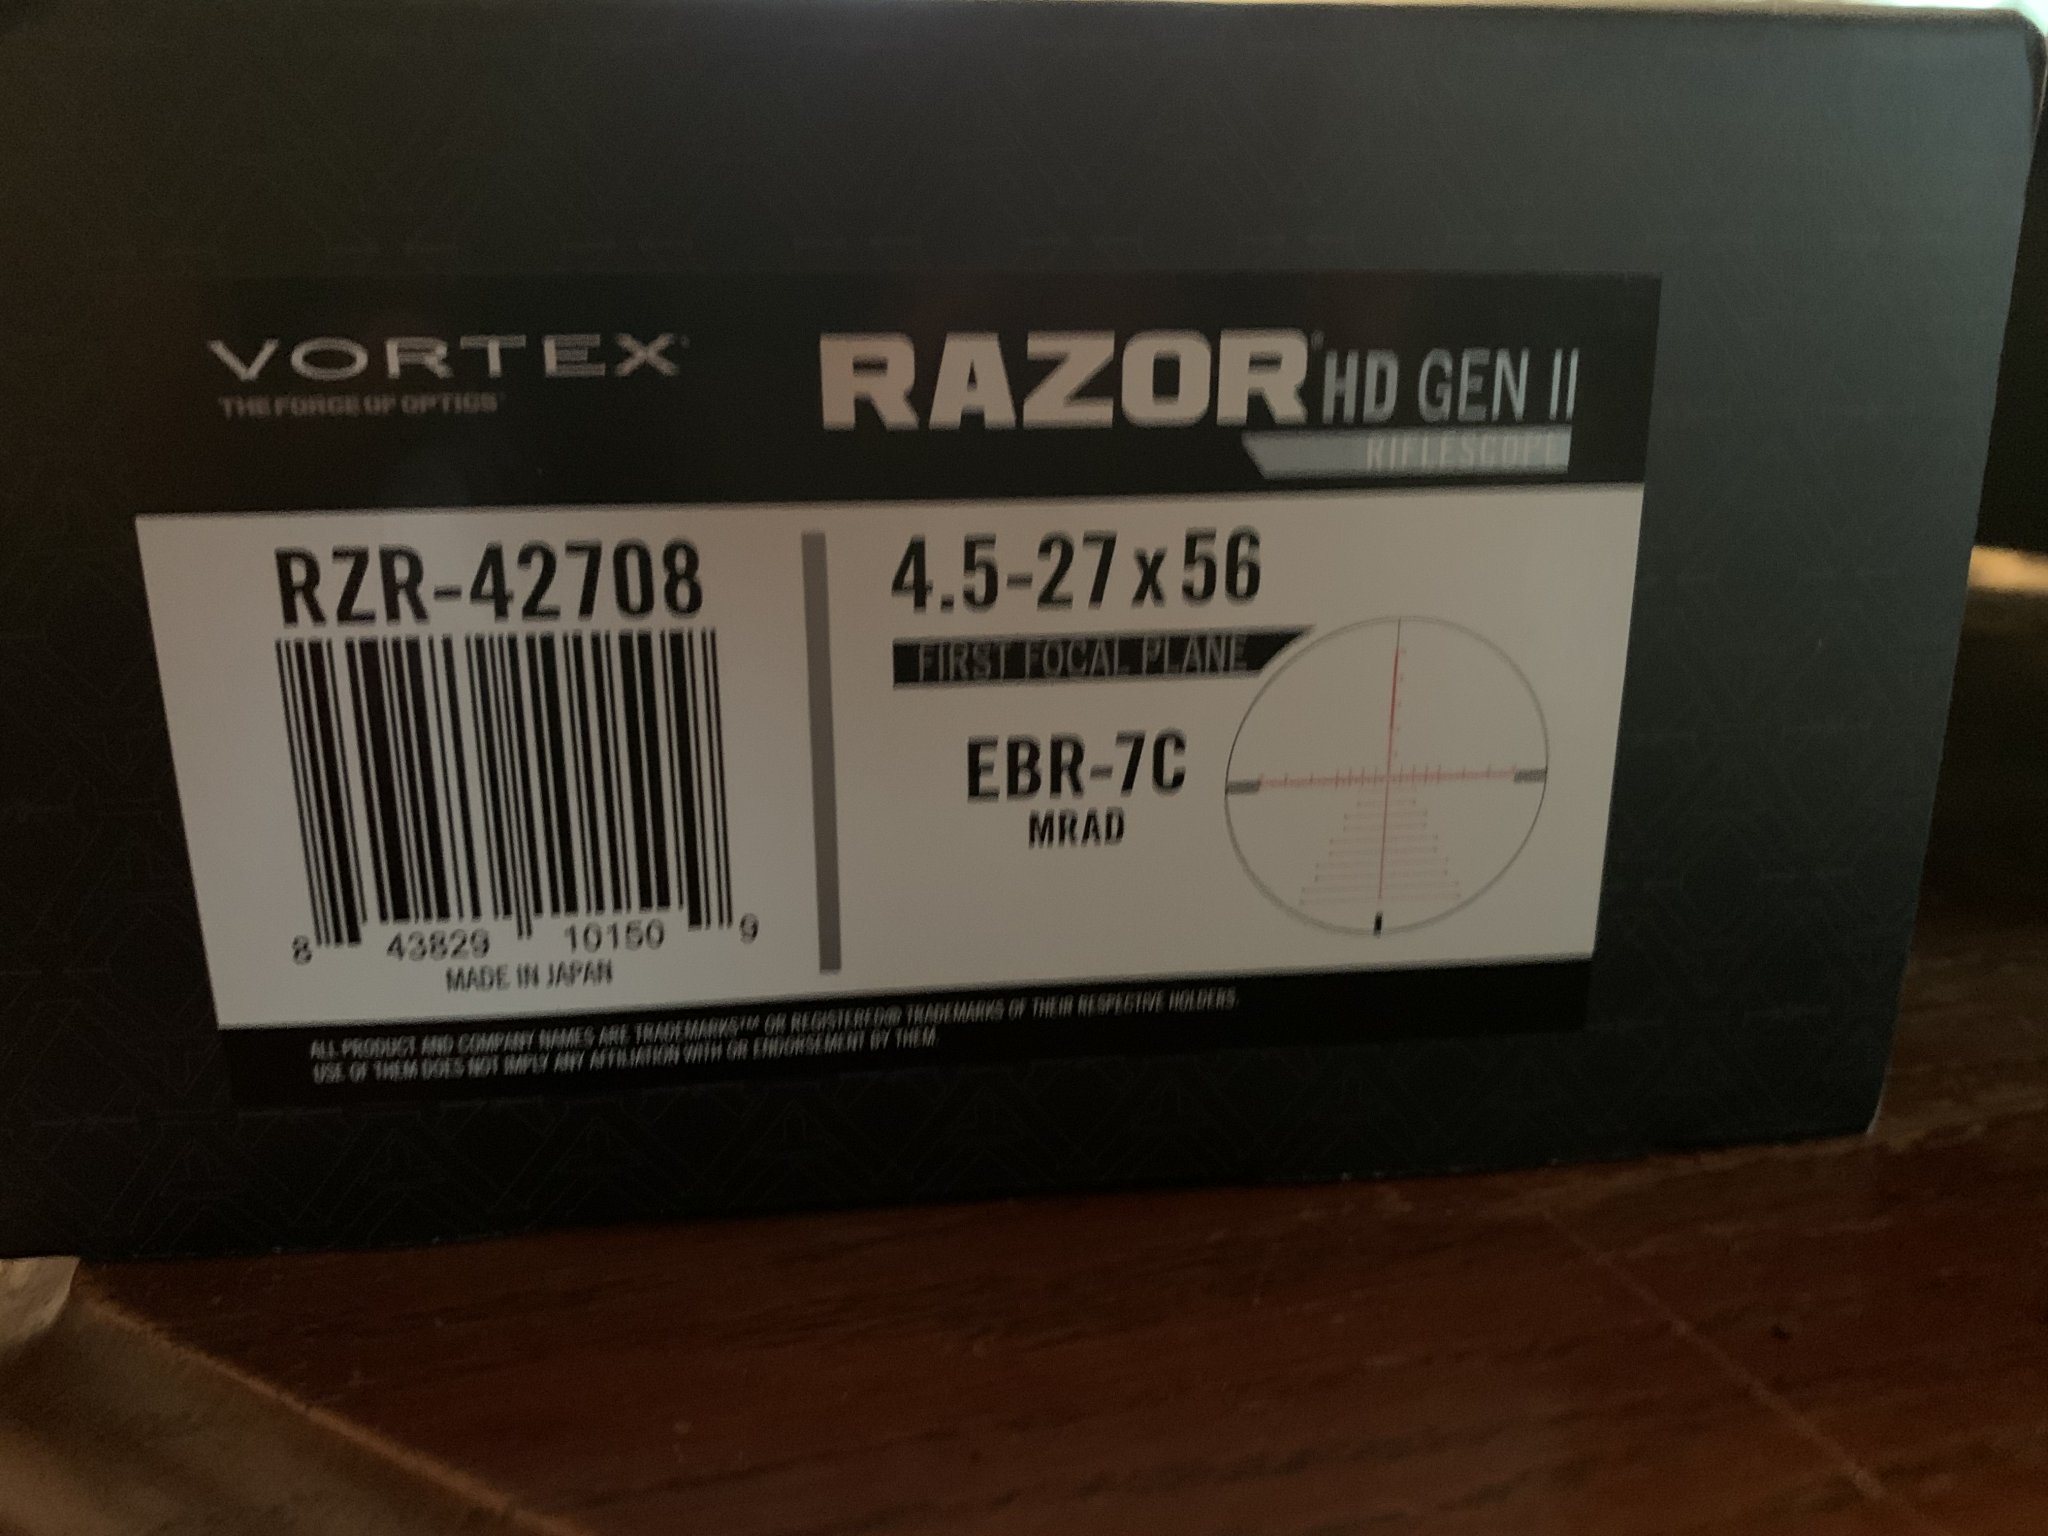 VORTEX
THE FORCE OF OPTICS
RAZOR® HD GEN II
RIFLESCOPE
RZR-42708
8 43829 10150 9
MADE IN JAPAN
4.5-27 x 56
FIRST FOCAL PLANE
EBR-7C
MRAD
ALL PRODUCT AND COMPANY NAMES ARE TRADEMARKS™ OR REGISTERED® TRADEMARKS OF THEIR RESPECTIVE HOLDERS.
USE OF THEM DOES NOT IMPLY ANY AFFILIATION WITH OR ENDORSEMENT BY THEM.